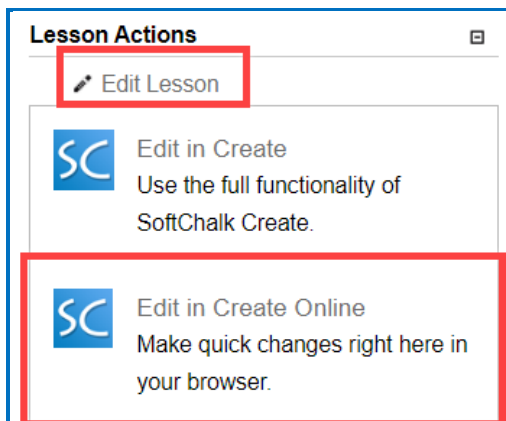 Lesson Actions
Edit Lesson
SC
Edit in Create
Use the full functionality of
SoftChalk Create.
SC
Edit in Create Online
Make quick changes right here in
your browser.